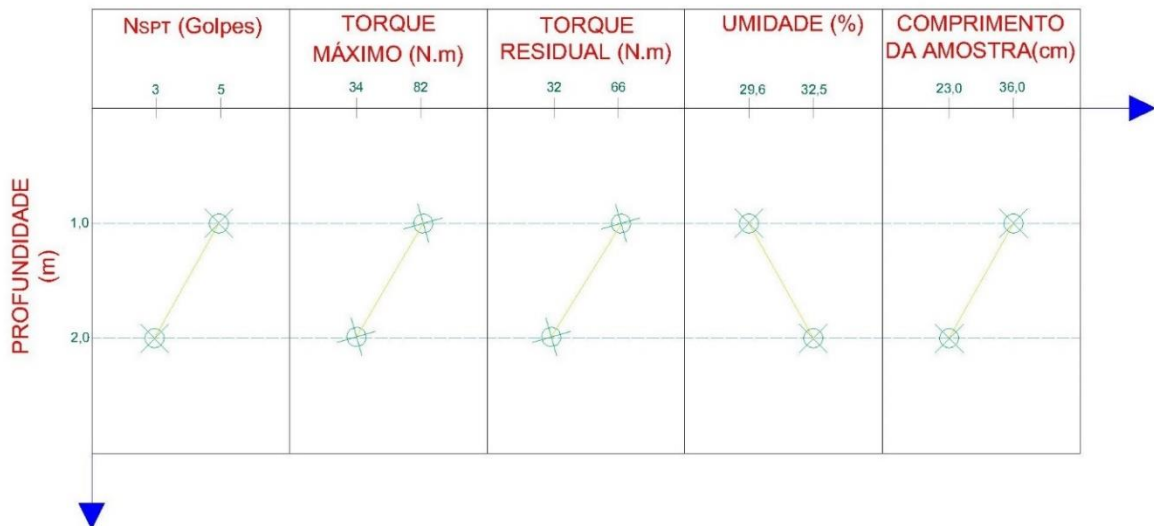 NSPT (Golpes)
TORQUE
MÁXIMO (N.m)
TORQUE
RESIDUAL (N.m)
UMIDADE (%)
COMPRIMENTO
DA AMOSTRA(cm)
3 5
34 82
32 66
29,6 32,5
23,0 36,0
PROFUNDIDADE
(m)
1,0
2,0